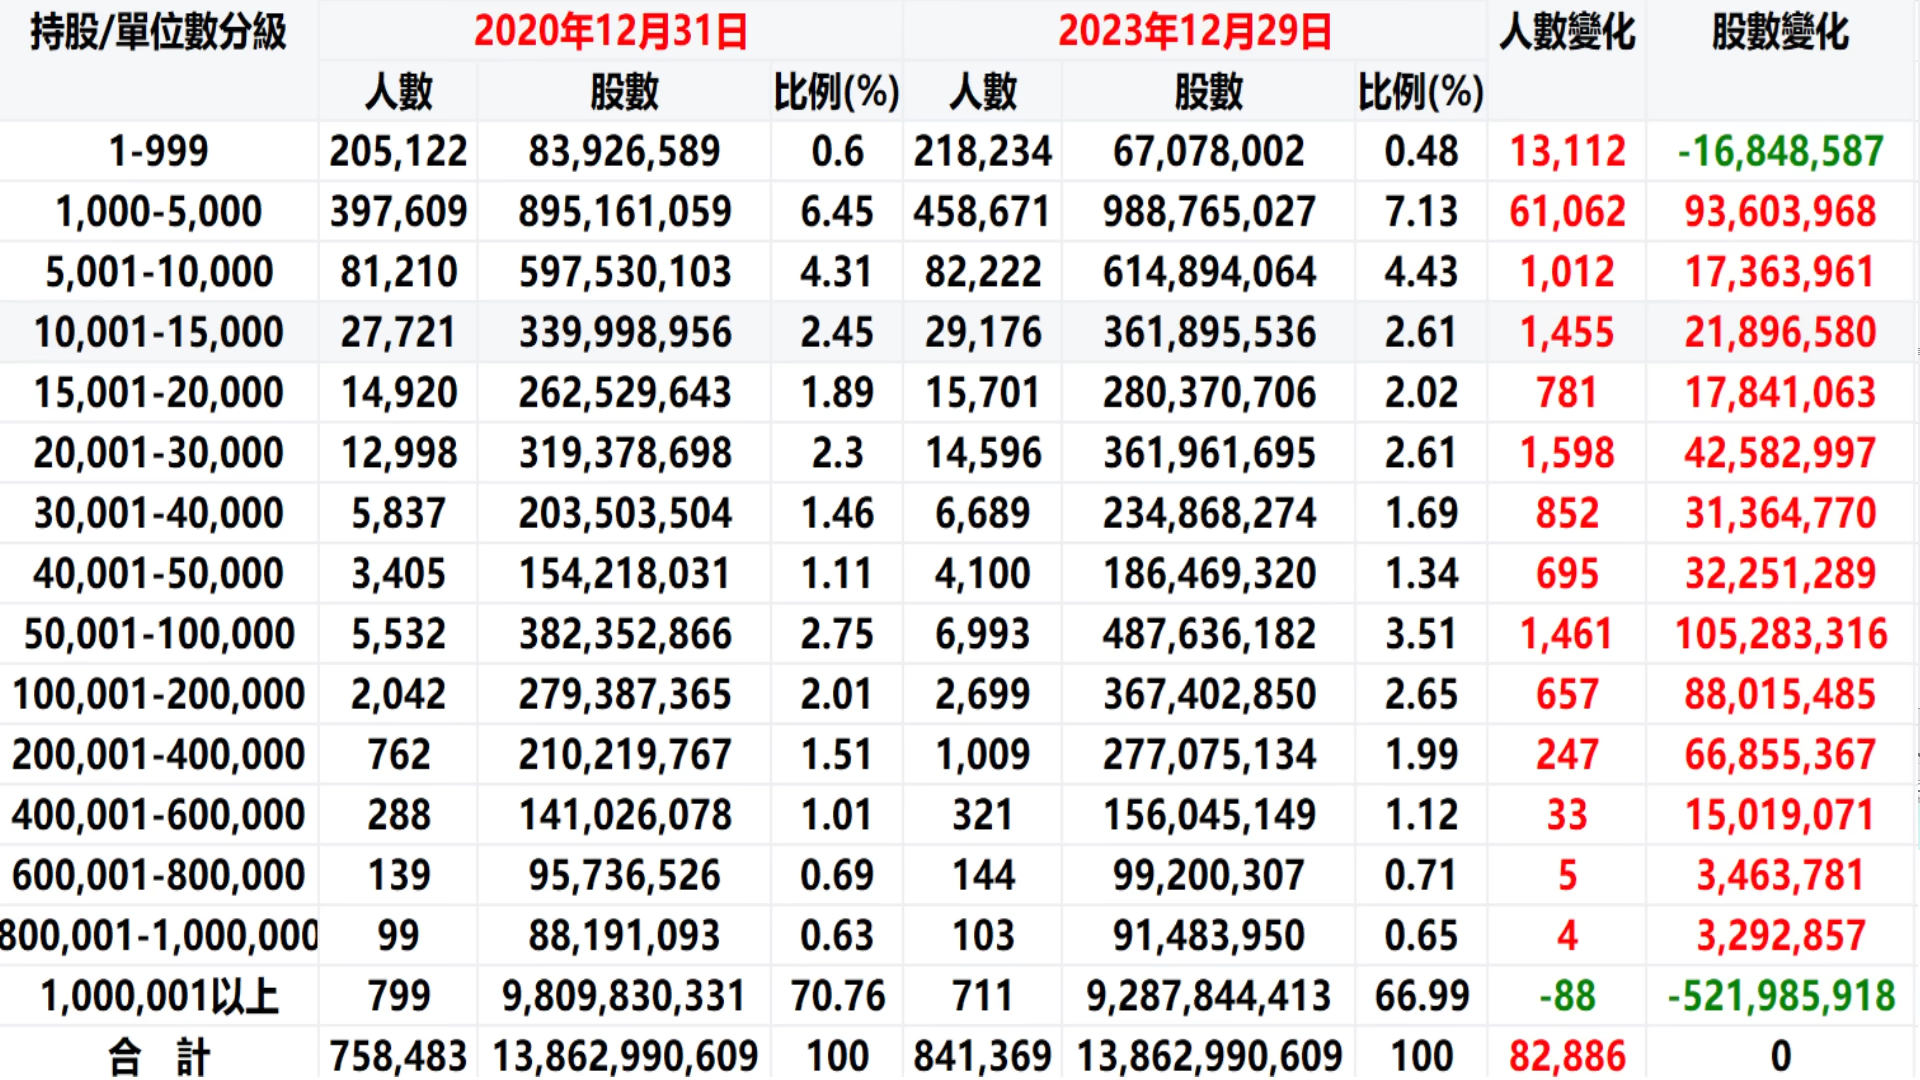 持股/單位數分級 2020年12月31日 2023年12月29日 人數變化 股數變化
人數 股數 比例(%) 人數 股數 比例(%)
1-999 205,122 83,926,589 0.6 218,234 67,078,002 0.48 13,112 -16,848,587
1,000-5,000 397,609 895,161,059 6.45 458,671 988,765,027 7.13 61,062 93,603,968
5,001-10,000 81,210 597,530,103 4.31 82,222 614,894,064 4.43 1,012 17,363,961
10,001-15,000 27,721 339,998,956 2.45 29,176 361,895,536 2.61 1,455 21,896,580
15,001-20,000 14,920 262,529,643 1.89 15,701 280,370,706 2.02 781 17,841,063
20,001-30,000 12,998 319,378,698 2.3 14,596 361,961,695 2.61 1,598 42,582,997
30,001-40,000 5,837 203,503,504 1.46 6,689 234,868,274 1.69 852 31,364,770
40,001-50,000 3,405 154,218,031 1.11 4,100 186,469,320 1.34 695 32,251,289
50,001-100,000 5,532 382,352,866 2.75 6,993 487,636,182 3.51 1,461 105,283,316
100,001-200,000 2,042 279,387,365 2.01 2,699 367,402,850 2.65 657 88,015,485
200,001-400,000 762 210,219,767 1.51 1,009 277,075,134 1.99 247 66,855,367
400,001-600,000 288 141,026,078 1.01 321 156,045,149 1.12 33 15,019,071
600,001-800,000 139 95,736,526 0.69 144 99,200,307 0.71 5 3,463,781
800,001-1,000,000 99 88,191,093 0.63 103 91,483,950 0.65 4 3,292,857
1,000,001以上 799 9,809,830,331 70.76 711 9,287,844,413 66.99 -88 -521,985,918
合 計 758,483 13,862,990,609 100 841,369 13,862,990,609 100 82,886 0